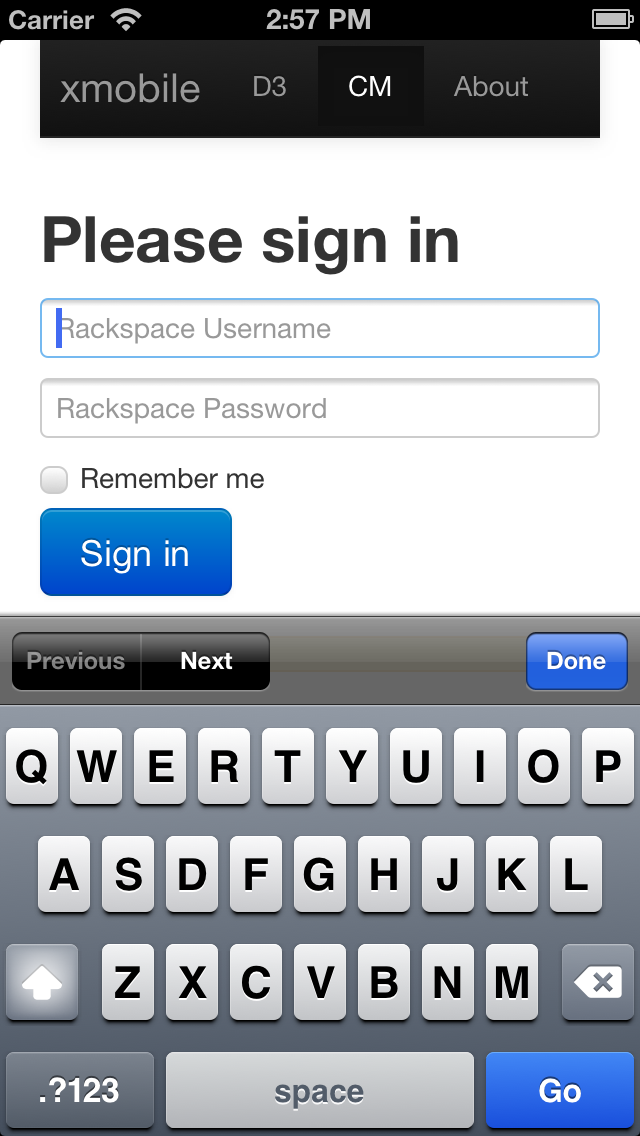 Carrier 2:57 PM
xmobile D3 CM About
Please sign in
Rackspace Username
Rackspace Password
Remember me
Sign in
Previous Next Done
Q W E R T Y U I O P
A S D F G H J K L
Z X C V B N M
.?123 space Go